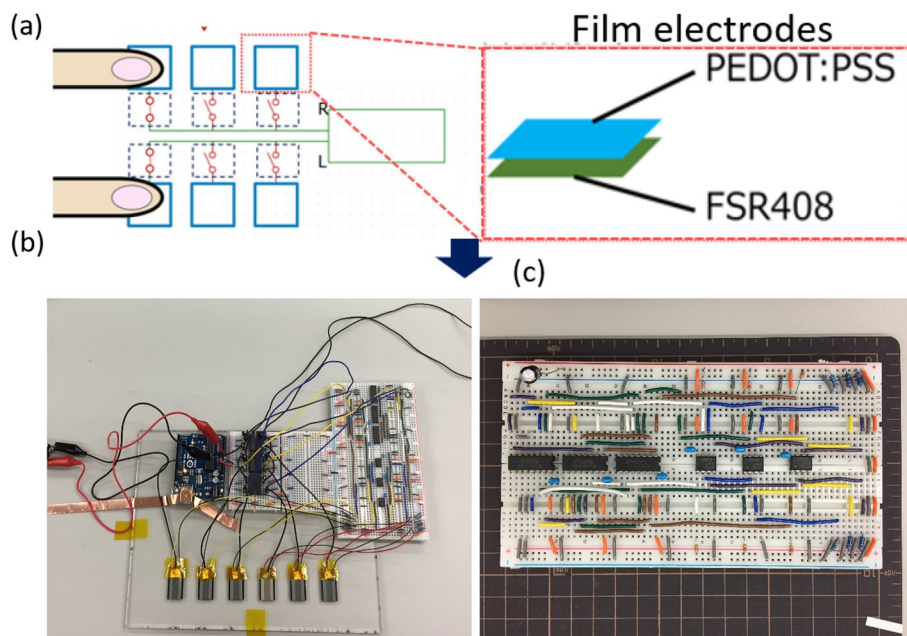 (a)
Film electrodes
PEDOT:PSS
R
L
FSR408
(b)
(c)